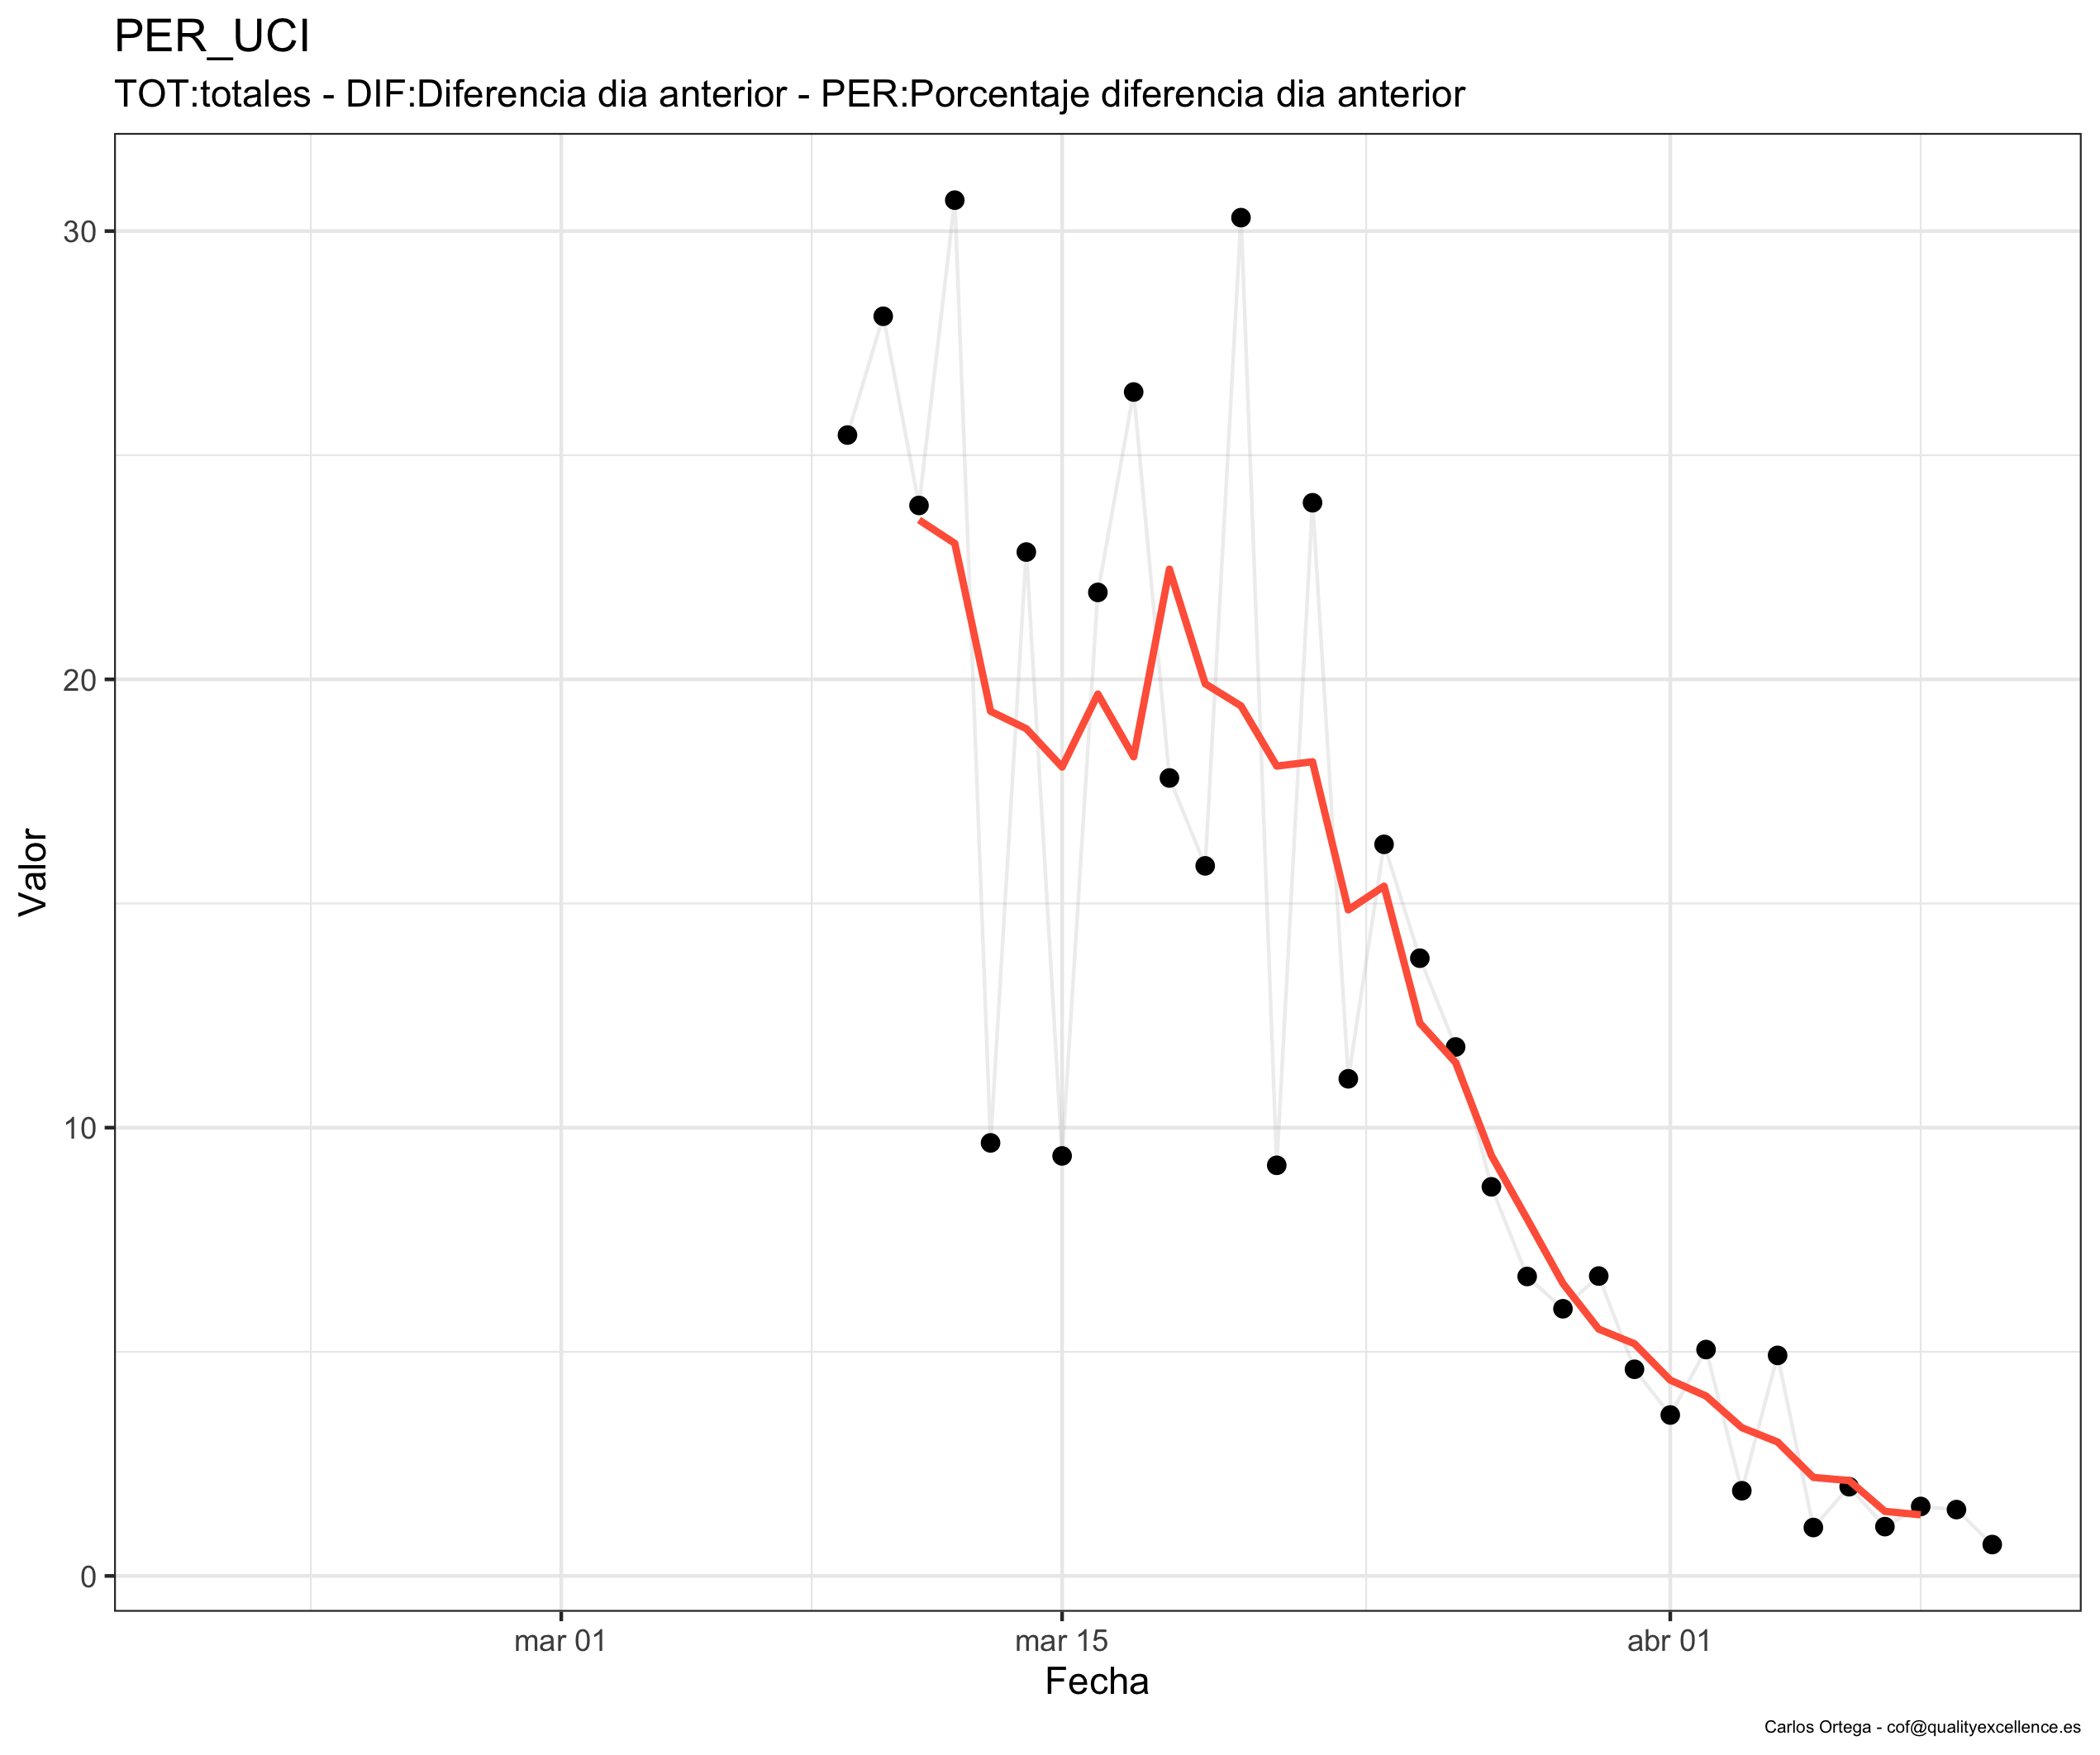 PER_UCI
TOT:totales - DIF:Diferencia dia anterior - PER:Porcentaje diferencia dia anterior
30
20
10
0
Valor
mar 01
mar 15
abr 01
Fecha
Carlos Ortega - cof@qualityexcellence.es